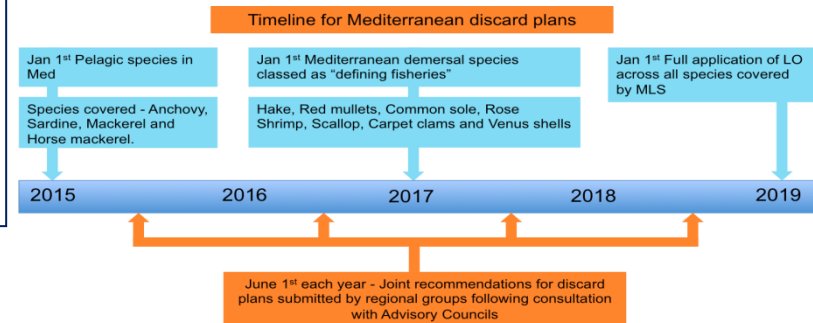 Timeline for Mediterranean discard plans
Jan 1st Pelagic species in
Med
Species covered - Anchovy,
Sardine, Mackerel and
Horse mackerel.
Jan 1st Mediterranean demersal species
classed as “defining fisheries”
Hake, Red mullets, Common sole, Rose
Shrimp, Scallop, Carpet clams and Venus shells
Jan 1st Full application of LO
across all species covered
by MLS
2015 2016 2017 2018 2019
June 1st each year - Joint recommendations for discard
plans submitted by regional groups following consultation
with Advisory Councils